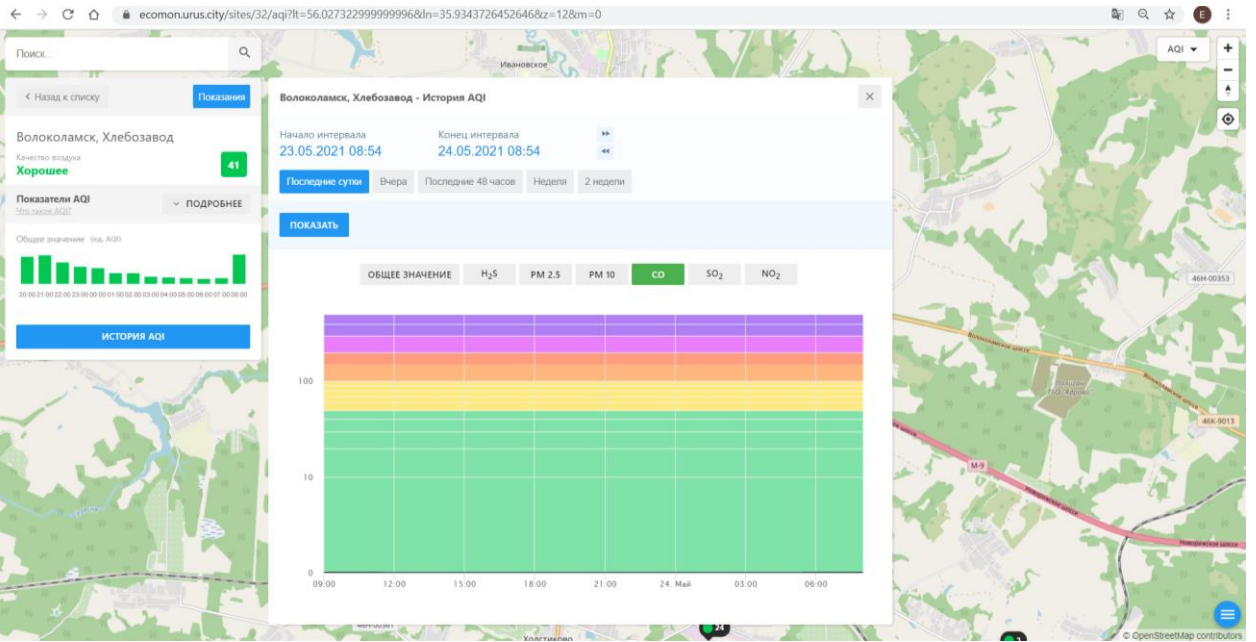 ecomon.urus.city/sites/32/aqi?lt=56.027322999999996&ln=35.9343726452646&z=12&m=0
E
Поиск...
Ивановское
AQI
Назад к списку
Показания
Волоколамск, Хлебозавод
Качество воздуха
Хорошее
41
Показатели AQI
Что такое AQI?
ПОДРОБНЕЕ
Общее значение (ед. AQI)
20:00 21:00 22:00 23:00 00:00 01:00 02:00 03:00 04:00 05:00 06:00 07:00 08:00
ИСТОРИЯ AQI
Волоколамск, Хлебозавод - История AQI
Начало интервала
Конец интервала
23.05.2021 08:54
24.05.2021 08:54
Последние сутки
Вчера
Последние 48 часов
Неделя
2 недели
ПОКАЗАТЬ
ОБЩЕЕ ЗНАЧЕНИЕ
H₂S
PM 2.5
PM 10
CO
SO₂
NO₂
100
10
0
09:00 12:00 15:00 18:00 21:00 24. Май 03:00 06:00
46Н-00353
Волоколамское шоссе
46К-9013
М-9
Новорижское шоссе
Новорижское шоссе
Холстиково
24
3
© OpenStreetMap contributors